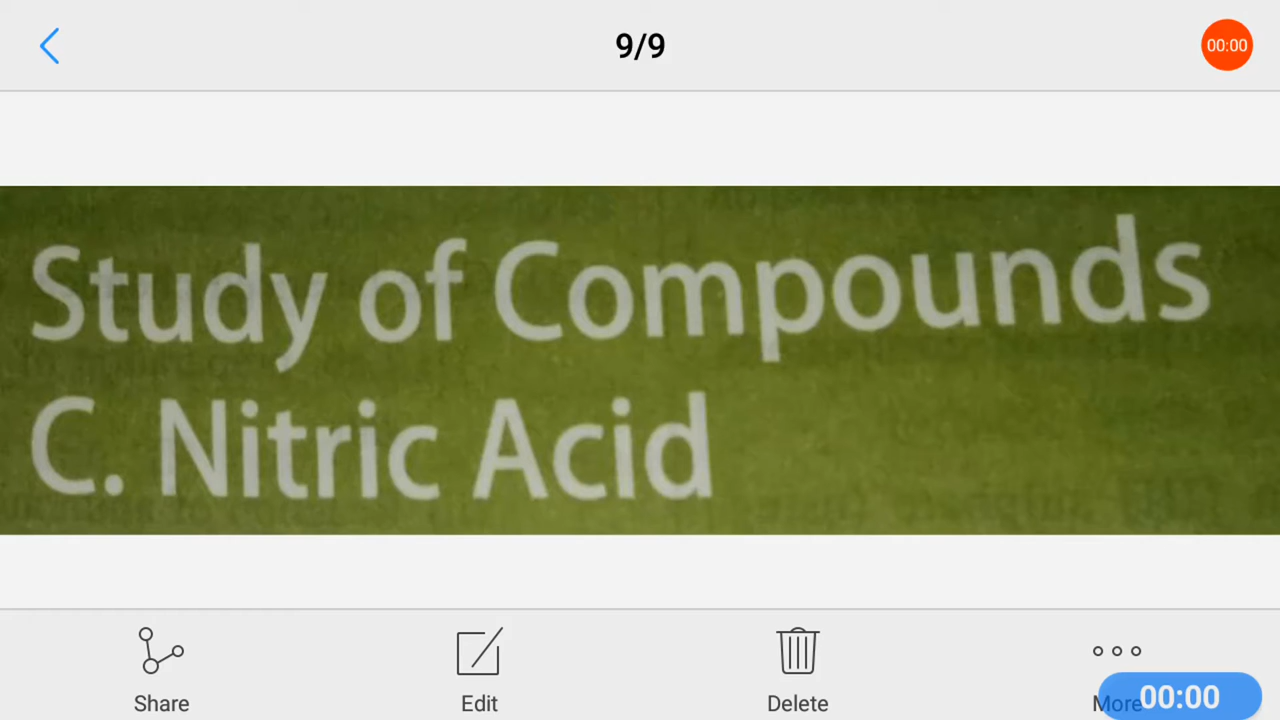 9/9
00:00
Study of Compounds
C. Nitric Acid
Share
Edit
Delete
More
00:00